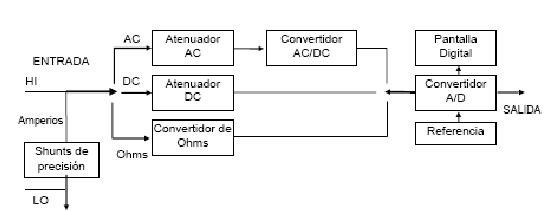 ENTRADA
HI
Amperios
Shunts de
precisión
LO
AC
DC
Ohms
Atenuador
AC
Convertidor
AC/DC
Atenuador
DC
Convertidor de
Ohms
Pantalla
Digital
Convertidor
A/D
Referencia
SALIDA